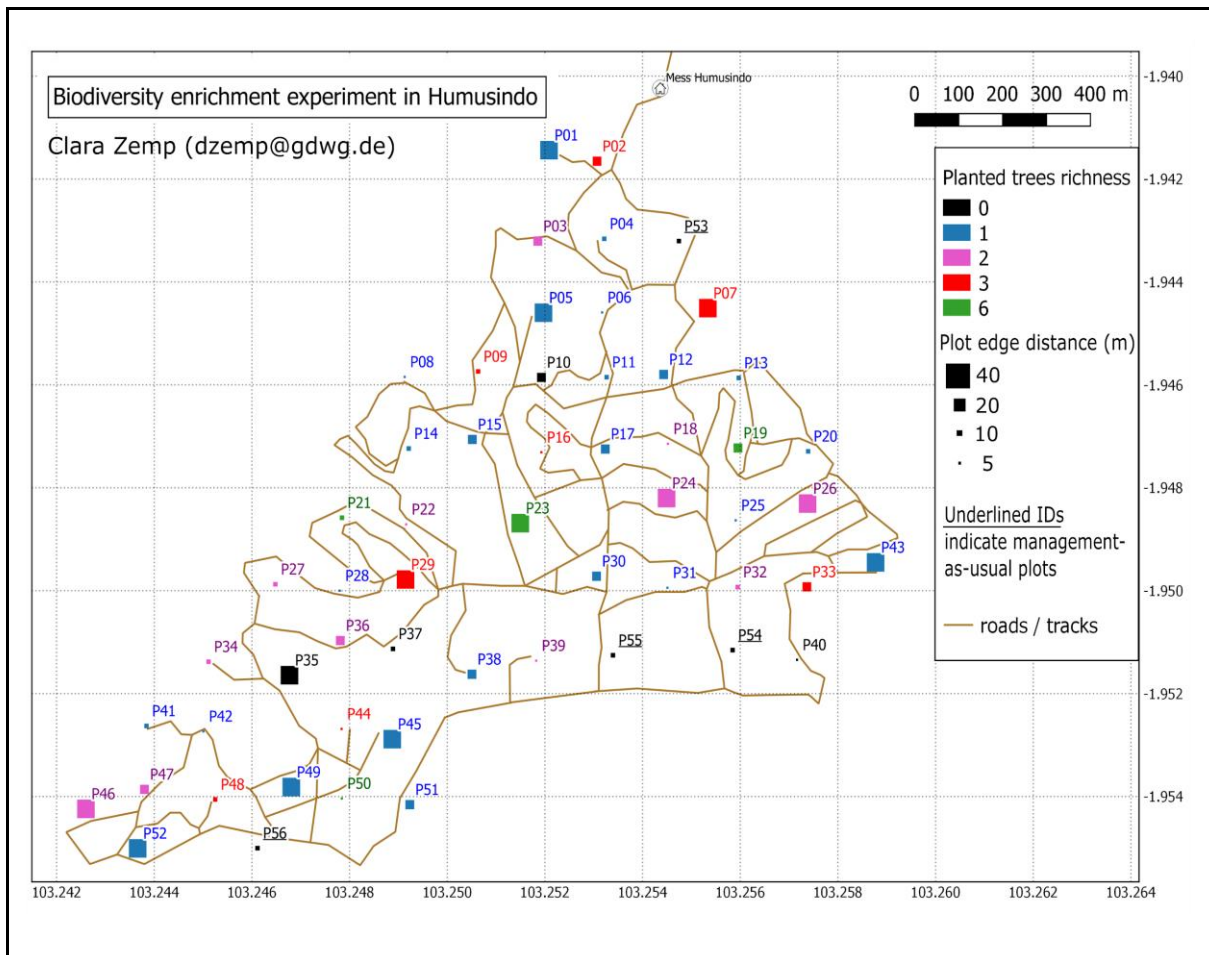 Mess Humusindo
-1.940
Biodiversity enrichment experiment in Humusindo
0 100 200 300 400 m
Clara Zemp (dzemp@gdwg.de)
P01
P02
-1.942
Planted trees richness
0
1
2
3
6
P03
P04
P53
-1.944
P05
P06
P07
Plot edge distance (m)
40
20
10
5
P08
P09
P10
P11
P12
P13
-1.946
P14
P15
P16
P17
P18
P19
P20
-1.948
P21
P22
P23
P24
P25
P26
Underlined IDs
indicate management-
as-usual plots
P27
P28
P29
P30
P31
P32
P33
P43
-1.950
roads / tracks
P34
P35
P36
P37
P38
P39
P55
P54
P40
-1.952
P41
P42
P44
P45
P46
P47
P48
P49
P50
P51
-1.954
P52
P56
103.242 103.244 103.246 103.248 103.250 103.252 103.254 103.256 103.258 103.260 103.262 103.264